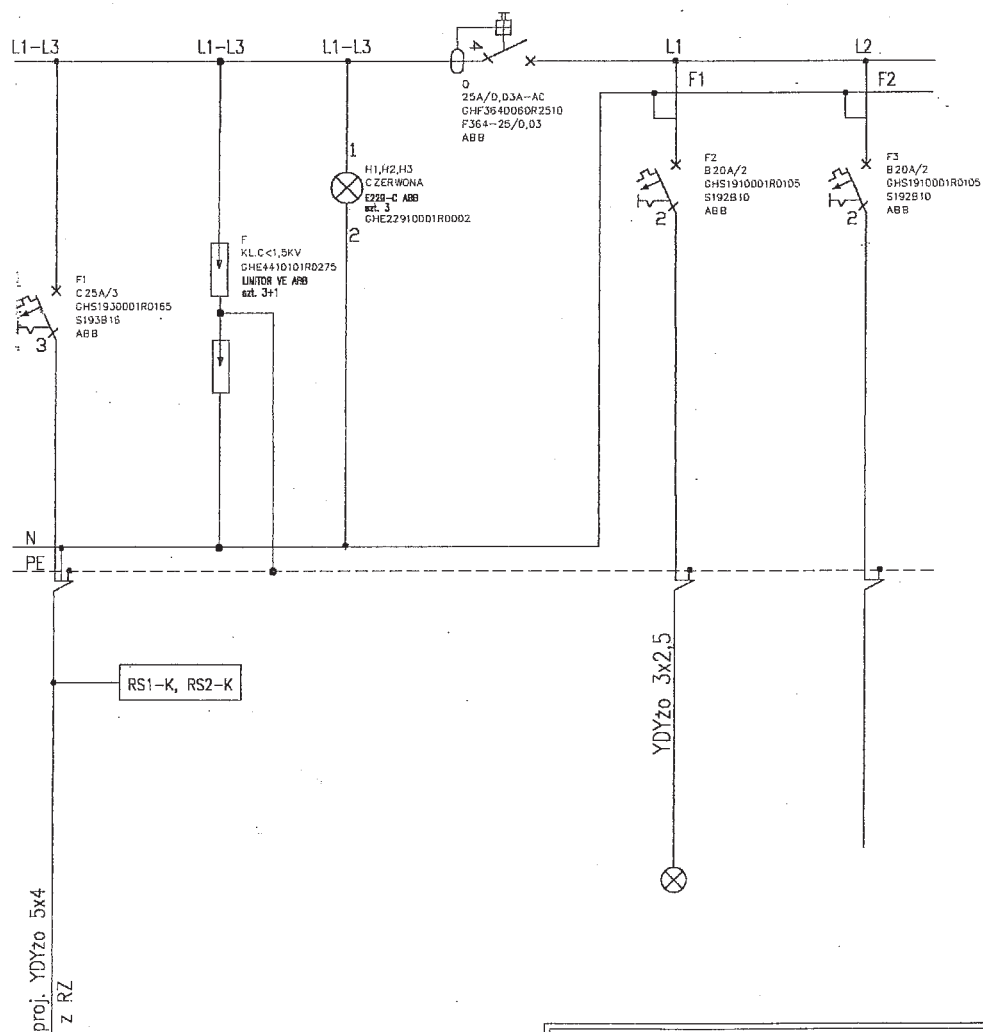 L1-L3
L1-L3
L1-L3
L1
L2
4
F1
F2
Q
25A/0,03A-AC
GHF3640060R2510
F364-25/0,03
ABB
1
H1,H2,H3
CZERWONA
E229-C ABB
szt. 3
GHE22910001R0002
2
F2
B20A/2
GHS1910001R0105
S192B10
ABB
2
F3
B20A/2
GHS1910001R0105
S192B10
ABB
2
F
KL.C<1,5KV
GHE4410101R0275
LIMITOR VE ABB
szt. 3+1
F1
C25A/3
GHS1930001R0165
S193B16
ABB
3
N
PE
RS1-K, RS2-K
YDYżo 3x2,5
proj. YDYżo 5x4
z RZ